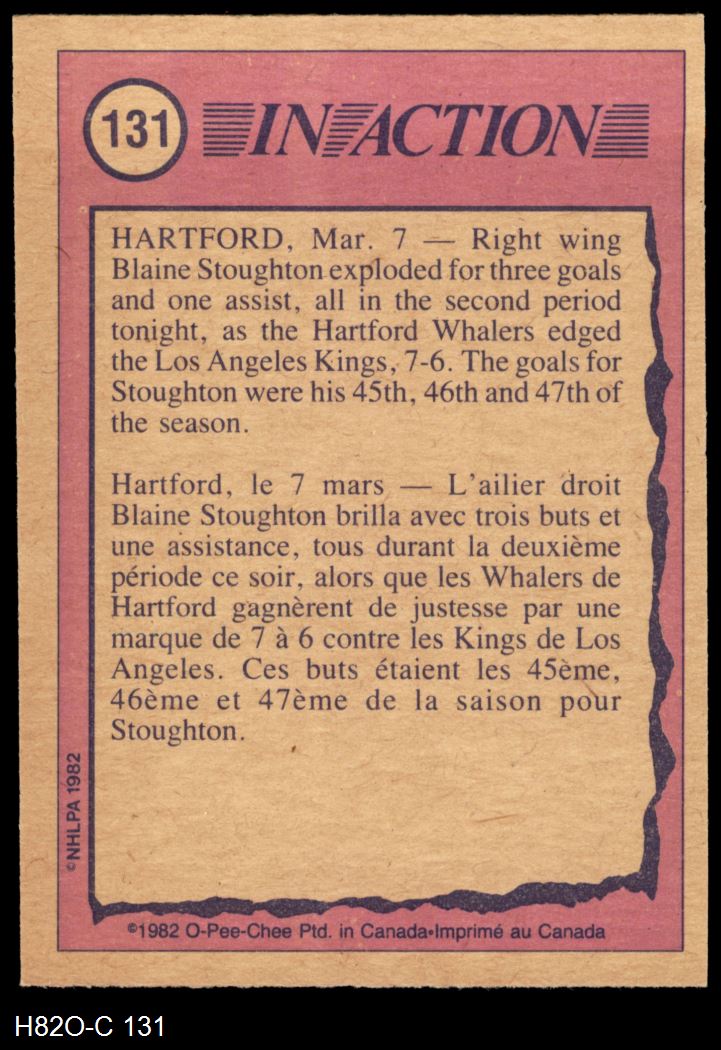 131 IN ACTION
HARTFORD, Mar. 7 — Right wing
Blaine Stoughton exploded for three goals
and one assist, all in the second period
tonight, as the Hartford Whalers edged
the Los Angeles Kings, 7-6. The goals for
Stoughton were his 45th, 46th and 47th of
the season.
Hartford, le 7 mars — L'ailier droit
Blaine Stoughton brilla avec trois buts et
une assistance, tous durant la deuxième
période ce soir, alors que les Whalers de
Hartford gagnèrent de justesse par une
marque de 7 à 6 contre les Kings de Los
Angeles. Ces buts étaient les 45ème,
46ème et 47ème de la saison pour
Stoughton.
©NHLPA 1982
©1982 O-Pee-Chee Ptd. in Canada•Imprimé au Canada
H82O-C 131